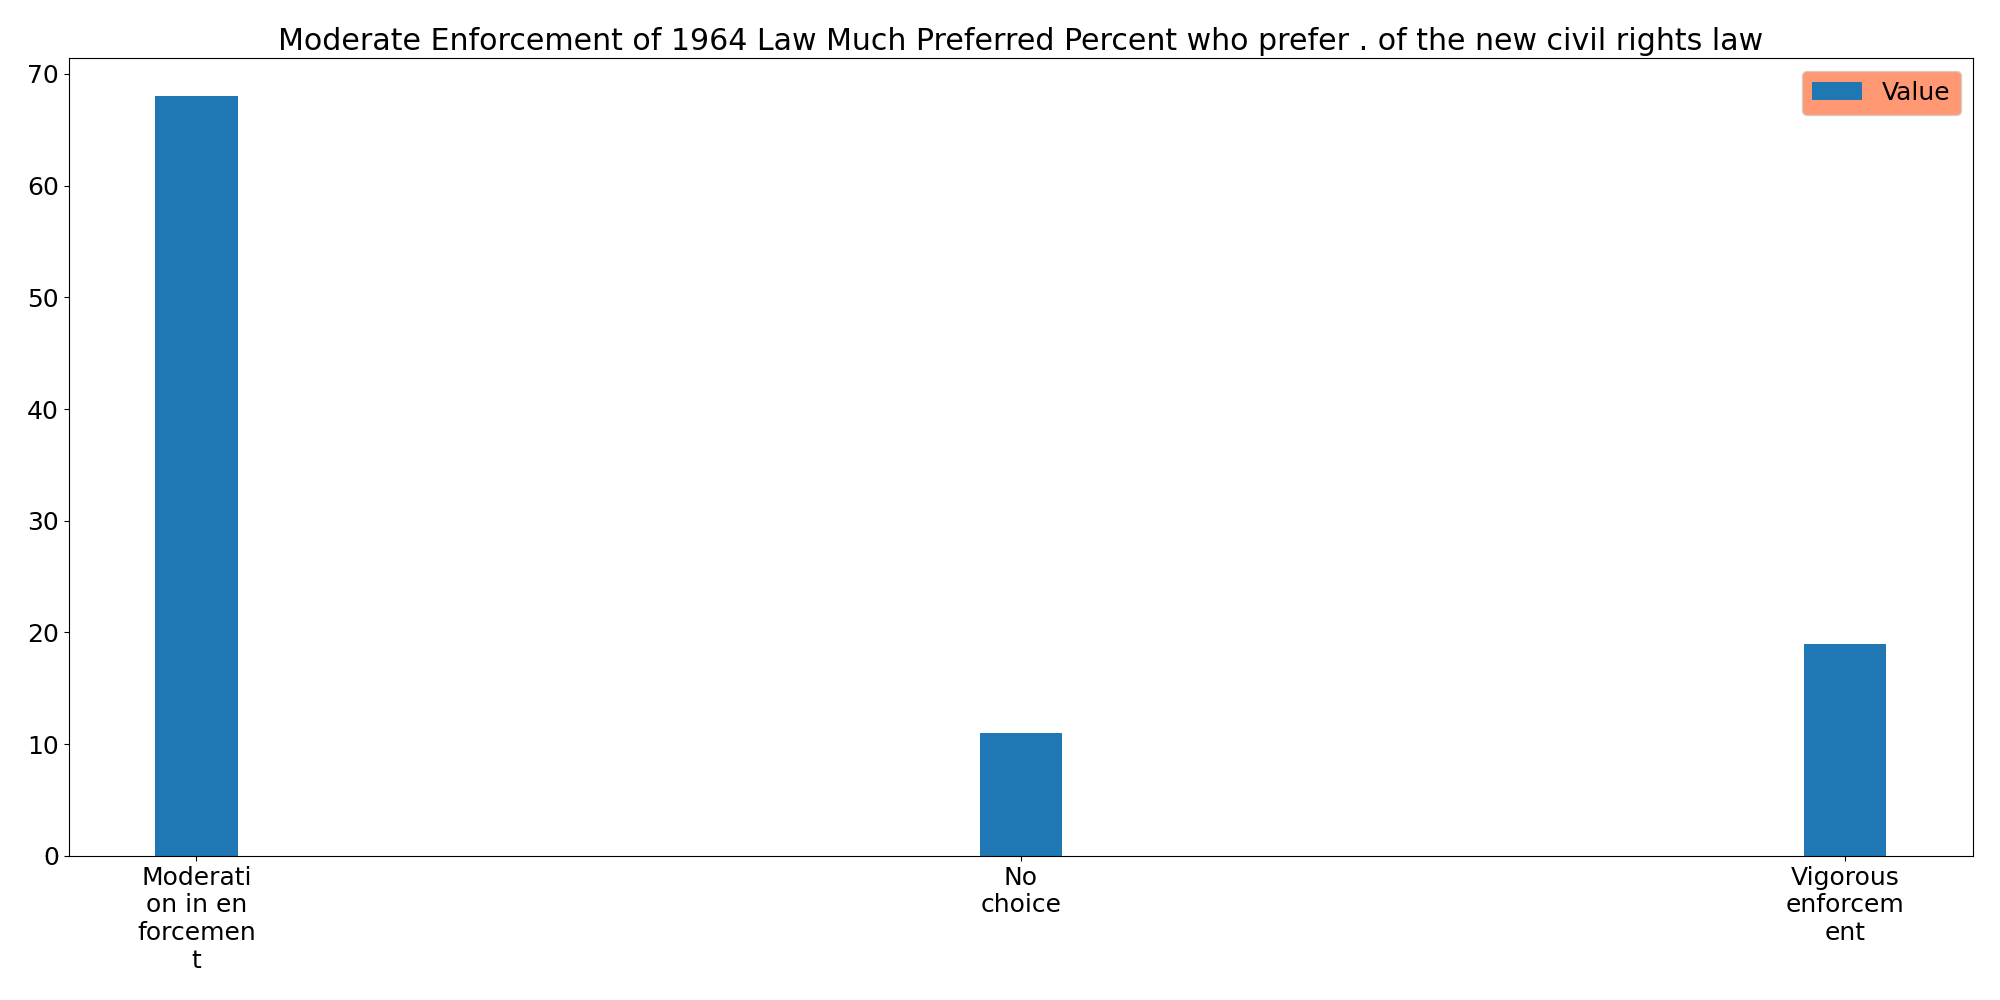 Moderate Enforcement of 1964 Law Much Preferred Percent who prefer . of the new civil rights law
Value
70
60
50
40
30
20
10
0
Moderati
on in en
forcemen
t
No
choice
Vigorous
enforcem
ent